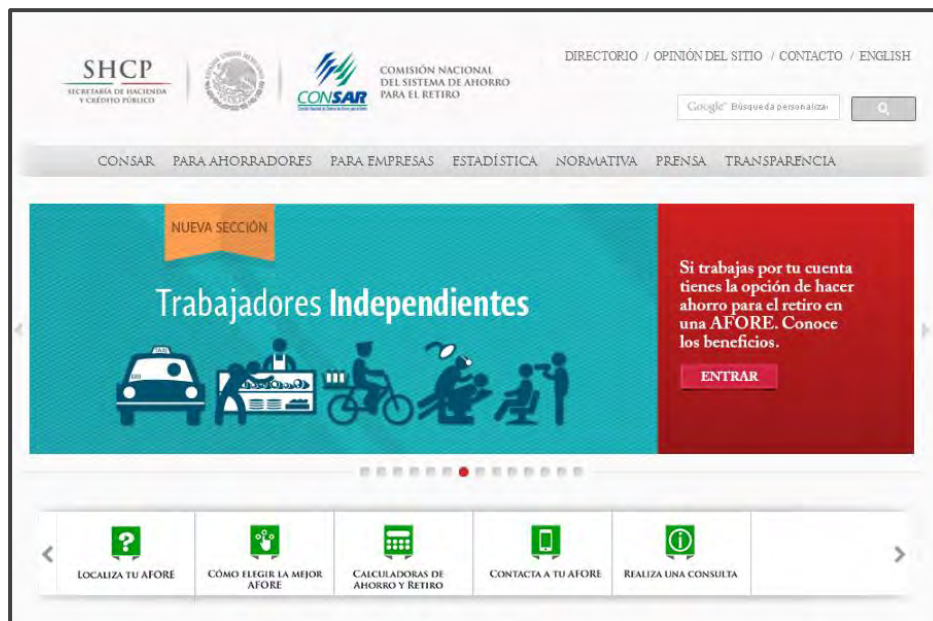 DIRECTORIO / OPINIÓN DEL SITIO / CONTACTO / ENGLISH
SHCP
SECRETARÍA DE HACIENDA
Y CRÉDITO PÚBLICO
CONSAR
COMISIÓN NACIONAL
DEL SISTEMA DE AHORRO
PARA EL RETIRO
Google Búsqueda personaliza
CONSAR PARA AHORRADORES PARA EMPRESAS ESTADÍSTICA NORMATIVA PRENSA TRANSPARENCIA
NUEVA SECCIÓN
Trabajadores Independientes
TAXI
Si trabajas por tu cuenta
tienes la opción de hacer
ahorro para el retiro en
una AFORE. Conoce
los beneficios.
ENTRAR
LOCALIZA TU AFORE
CÓMO ELEGIR LA MEJOR
AFORE
CALCULADORAS DE
AHORRO Y RETIRO
CONTACTA A TU AFORE
REALIZA UNA CONSULTA